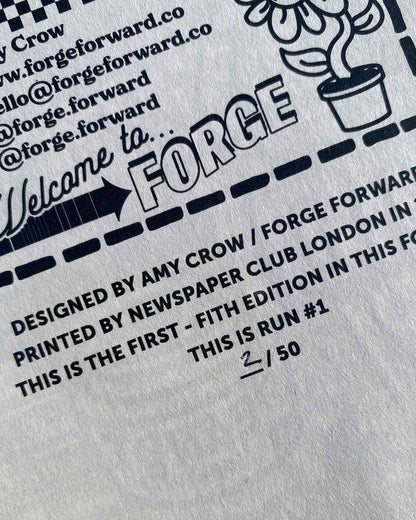 y Crow
ww.forgeforward.co
ello@forgeforward.co
@forge.forward
@forge.forward
Welcome to...
FORGE
DESIGNED BY AMY CROW / FORGE FORWARD
PRINTED BY NEWSPAPER CLUB LONDON IN
THIS IS THE FIRST - FITH EDITION IN THIS FO
THIS IS RUN #1
2 / 50